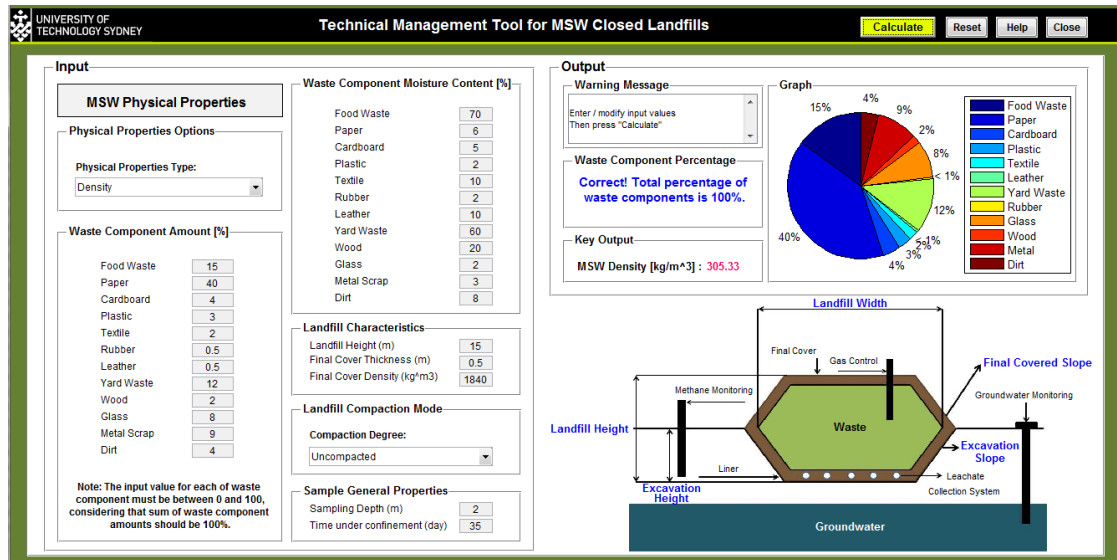 UNIVERSITY OF
TECHNOLOGY SYDNEY
Technical Management Tool for MSW Closed Landfills
Calculate
Reset
Help
Close
Input
MSW Physical Properties
Physical Properties Options
Physical Properties Type:
Density
Waste Component Amount [%]
Food Waste 15
Paper 40
Cardboard 4
Plastic 3
Textile 2
Rubber 0.5
Leather 0.5
Yard Waste 12
Wood 2
Glass 8
Metal Scrap 9
Dirt 4
Note: The input value for each of waste
component must be between 0 and 100,
considering that sum of waste component
amounts should be 100%.
Waste Component Moisture Content [%]
Food Waste 70
Paper 6
Cardboard 5
Plastic 2
Textile 10
Rubber 2
Leather 10
Yard Waste 60
Wood 20
Glass 2
Metal Scrap 3
Dirt 8
Landfill Characteristics
Landfill Height (m) 15
Final Cover Thickness (m) 0.5
Final Cover Density (kg^m3) 1840
Landfill Compaction Mode
Compaction Degree:
Uncompacted
Sample General Properties
Sampling Depth (m) 2
Time under confinement (day) 35
Output
Warning Message
Enter / modify input values
Then press "Calculate"
Waste Component Percentage
Correct! Total percentage of
waste components is 100%.
Key Output
MSW Density [kg/m^3] : 305.33
Graph
15%
4%
9%
2%
8%
< 1%
12%
< 1%
2%
3%
4%
40%
Food Waste
Paper
Cardboard
Plastic
Textile
Leather
Yard Waste
Rubber
Glass
Wood
Metal
Dirt
Landfill Width
Final Cover
Gas Control
Final Covered Slope
Methane Monitoring
Groundwater Monitoring
Landfill Height
Waste
Excavation
Slope
Liner
Leachate
Collection System
Excavation
Height
Groundwater